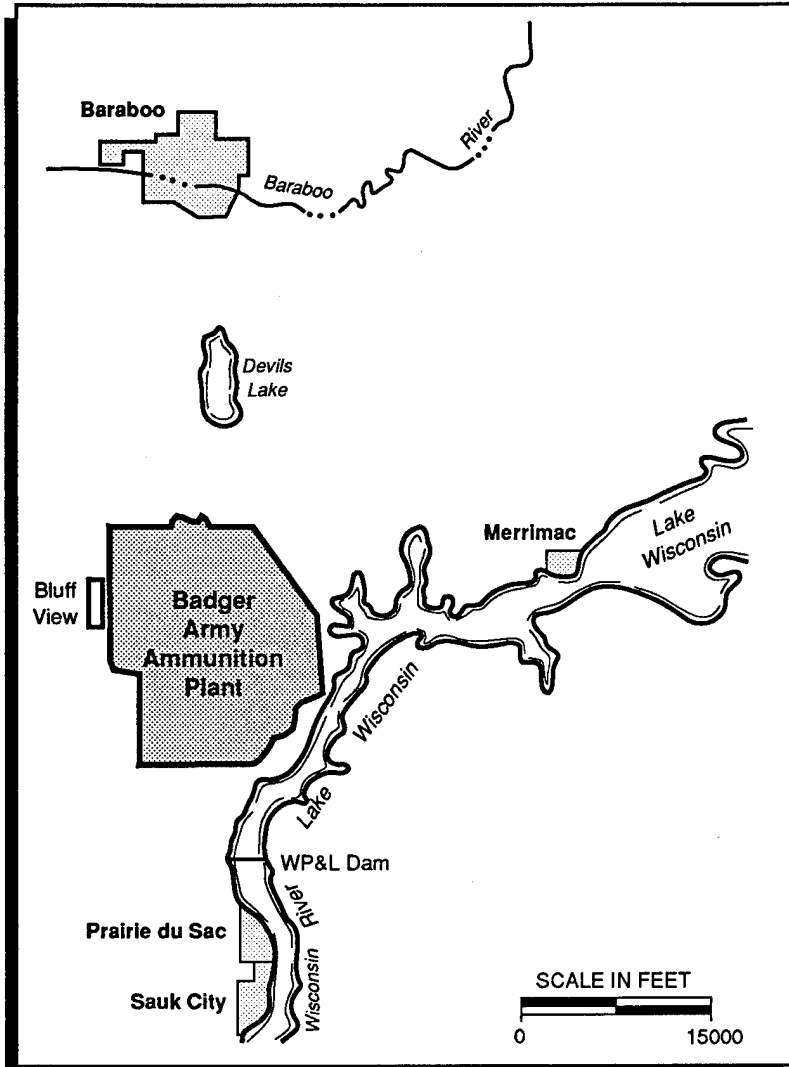 Baraboo
River
Baraboo
Devils
Lake
Merrimac
Lake
Wisconsin
Bluff
View
Badger
Army
Ammunition
Plant
Wisconsin
Lake
WP&L Dam
River
Prairie du Sac
Wisconsin
Sauk City
SCALE IN FEET
0 15000